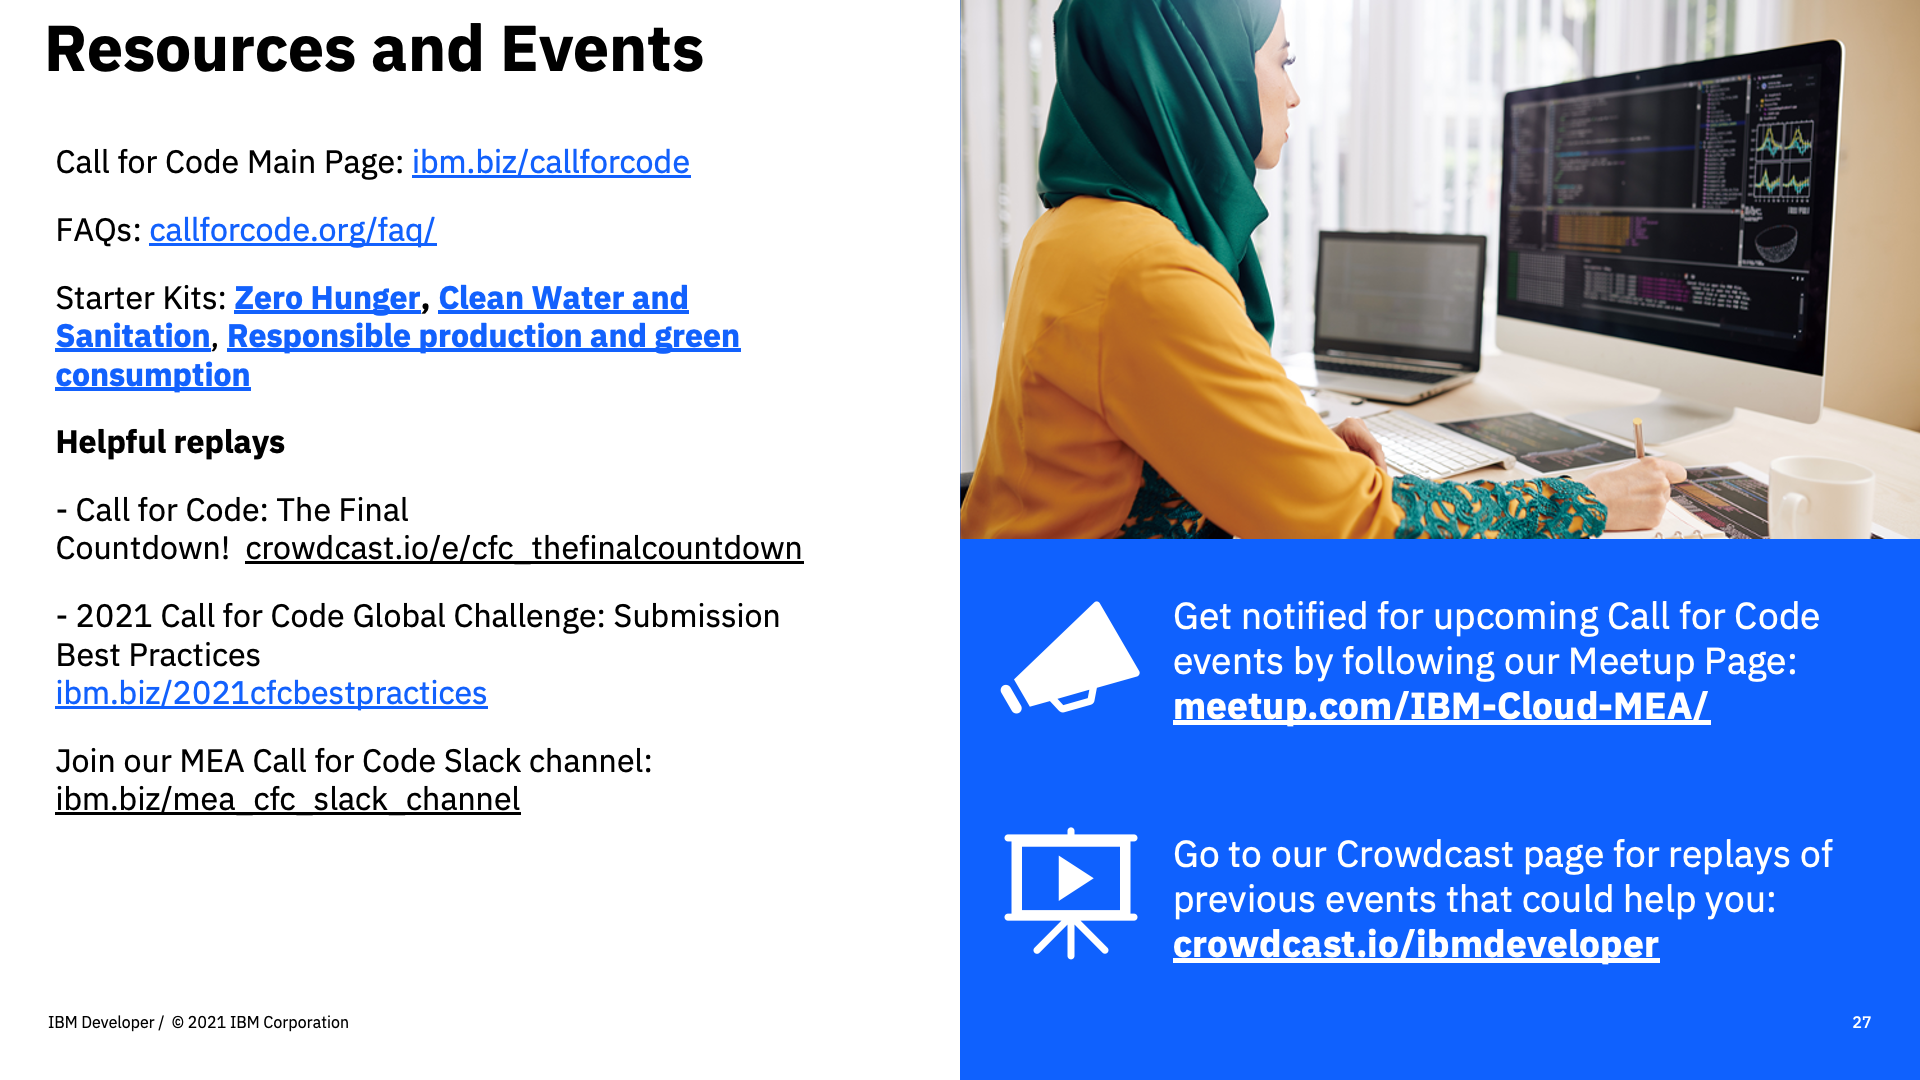 Resources and Events
Call for Code Main Page: ibm.biz/callforcode
FAQs: callforcode.org/faq/
Starter Kits: Zero Hunger, Clean Water and
Sanitation, Responsible production and green
consumption
Helpful replays
- Call for Code: The Final
Countdown!  crowdcast.io/e/cfc_thefinalcountdown
- 2021 Call for Code Global Challenge: Submission
Best Practices
ibm.biz/2021cfcbestpractices
Join our MEA Call for Code Slack channel:
ibm.biz/mea_cfc_slack_channel
Get notified for upcoming Call for Code
events by following our Meetup Page:
meetup.com/IBM-Cloud-MEA/
Go to our Crowdcast page for replays of
previous events that could help you:
crowdcast.io/ibmdeveloper
IBM Developer /  © 2021 IBM Corporation
27